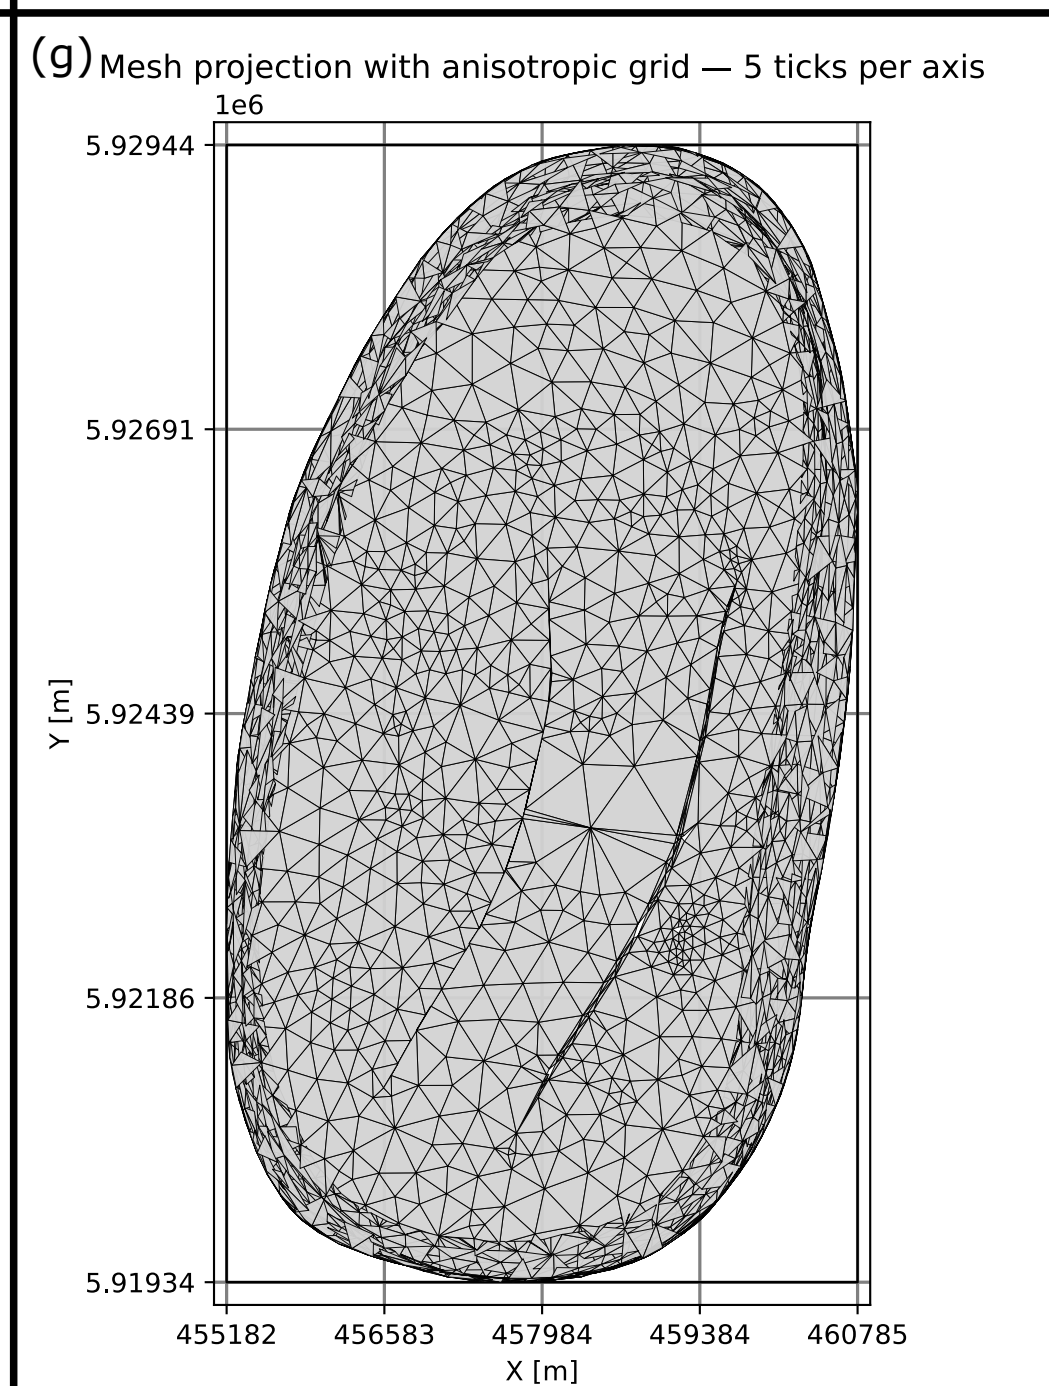 (g) Mesh projection with anisotropic grid — 5 ticks per axis
1e6
5.92944
5.92691
5.92439
5.92186
5.91934
Y [m]
455182 456583 457984 459384 460785
X [m]